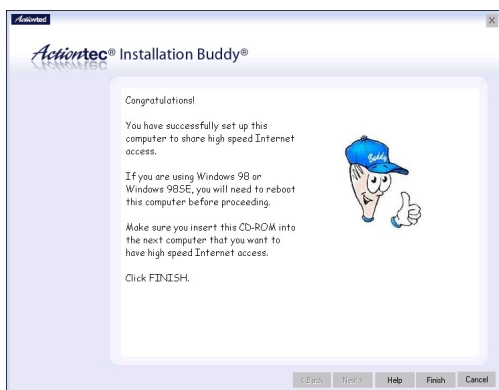 Actiontec
Actiontec® Installation Buddy®
Congratulations!
You have successfully set up this
computer to share high speed Internet
access.
If you are using Windows 98 or
Windows 98SE, you will need to reboot
this computer before proceeding.
Make sure you insert this CD-ROM into
the next computer that you want to
have high speed Internet access.
Click FINISH.
Buddy
< Back Next > Help Finish Cancel